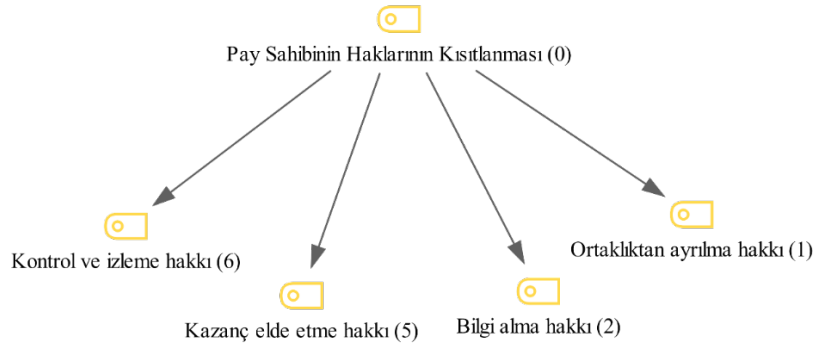 Pay Sahibinin Haklarının Kısıtlanması (0)
Kontrol ve izleme hakkı (6)
Kazanç elde etme hakkı (5)
Bilgi alma hakkı (2)
Ortaklıktan ayrılma hakkı (1)